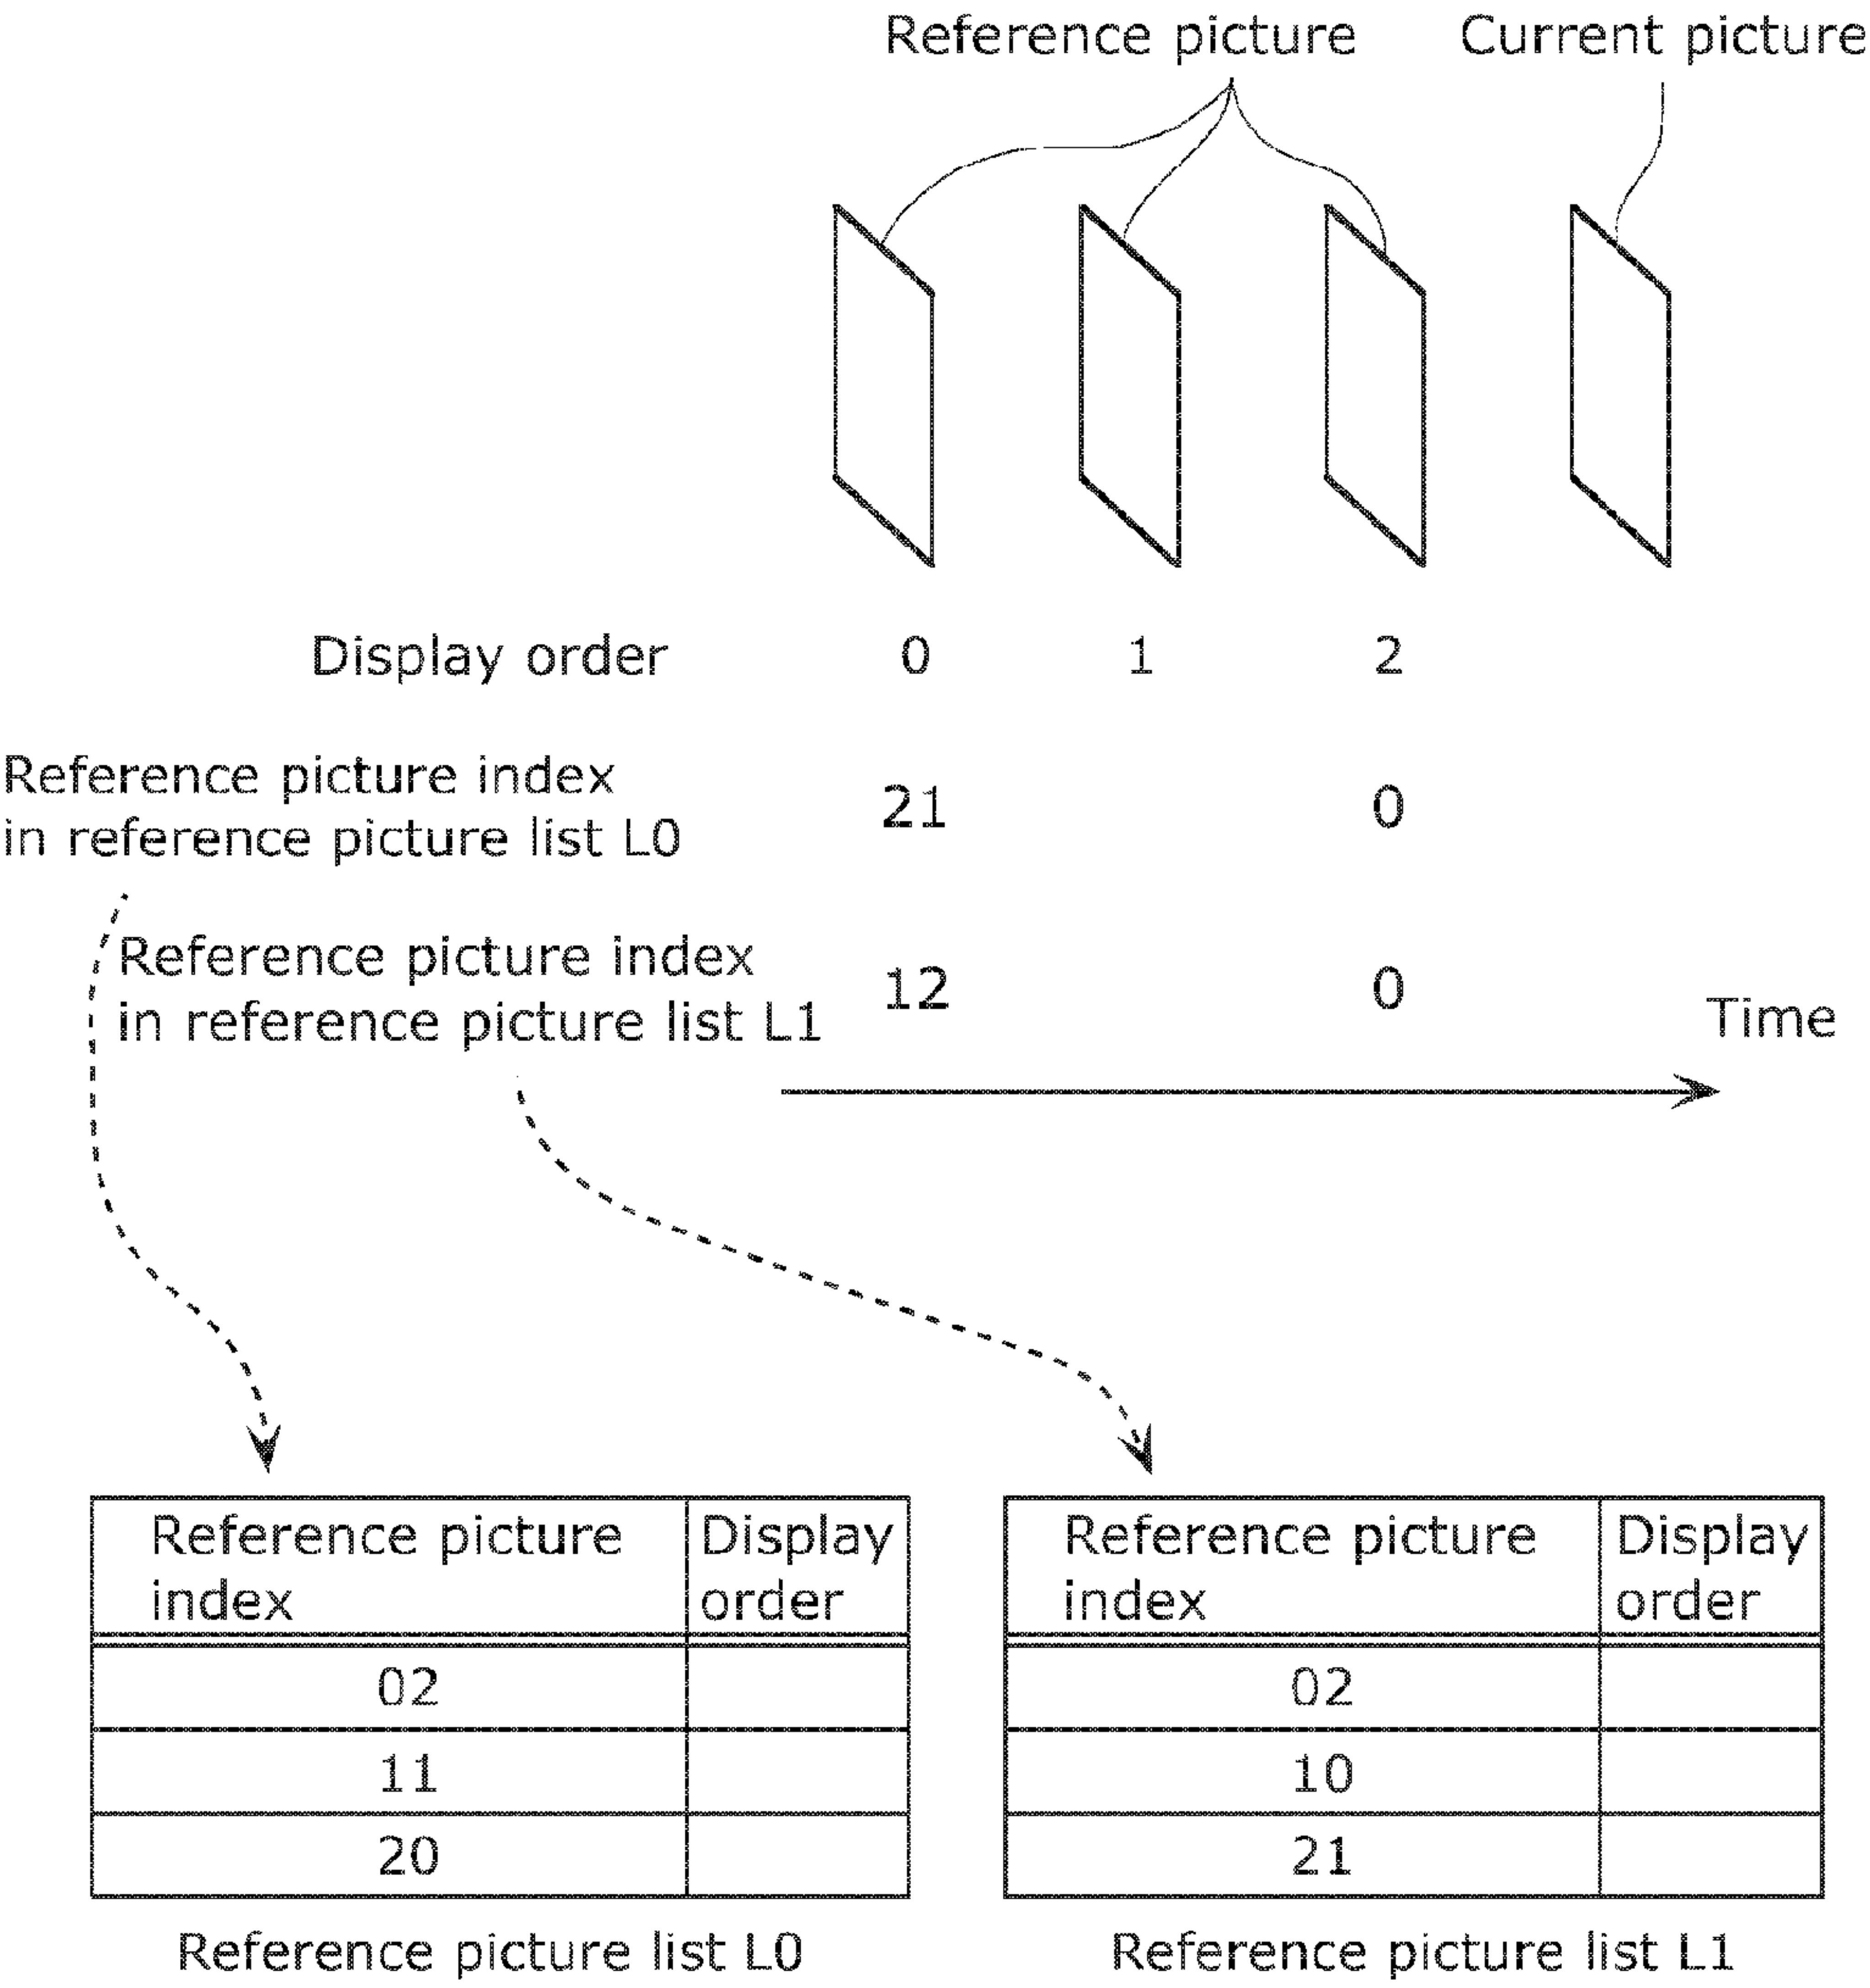 Reference picture Current picture
Display order 0 1 2
Reference picture index
in reference picture list L0 21 0
Reference picture index
in reference picture list L1 12 0
Time
Reference picture
index Display
order
02
11
20
Reference picture list L0
Reference picture
index Display
order
02
10
21
Reference picture list L1